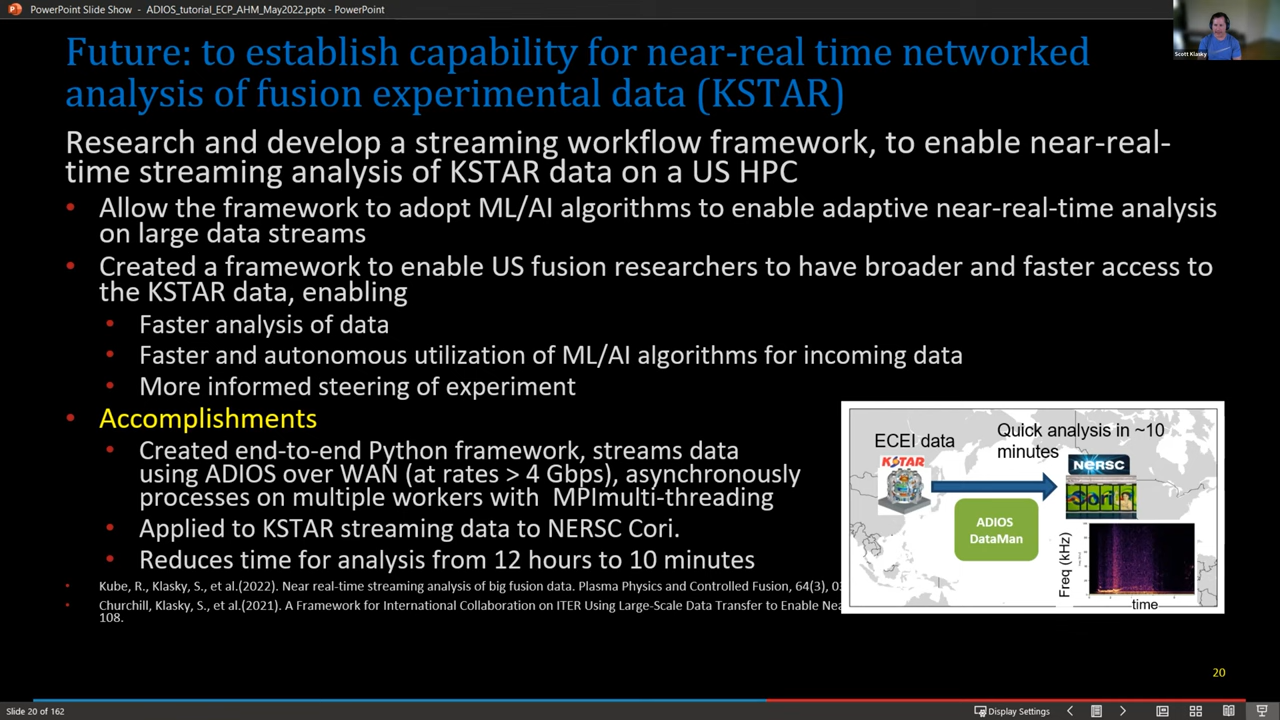 PowerPoint Slide Show - ADIOS_tutorial_ECP_AHM_May2022.pptx - PowerPoint
Scott Klasky
Future: to establish capability for near-real time networked
analysis of fusion experimental data (KSTAR)
Research and develop a streaming workflow framework, to enable near-real-
time streaming analysis of KSTAR data on a US HPC
• Allow the framework to adopt ML/AI algorithms to enable adaptive near-real-time analysis
on large data streams
• Created a framework to enable US fusion researchers to have broader and faster access to
the KSTAR data, enabling
• Faster analysis of data
• Faster and autonomous utilization of ML/AI algorithms for incoming data
• More informed steering of experiment
• Accomplishments
• Created end-to-end Python framework, streams data
using ADIOS over WAN (at rates > 4 Gbps), asynchronously
processes on multiple workers with MPImulti-threading
• Applied to KSTAR streaming data to NERSC Cori.
• Reduces time for analysis from 12 hours to 10 minutes
• Kube, R., Klasky, S., et al.(2022). Near real-time streaming analysis of big fusion data. Plasma Physics and Controlled Fusion, 64(3),
• Churchill, Klasky, S., et al.(2021). A Framework for International Collaboration on ITER Using Large-Scale Data Transfer to Enable
108.
ECEI data
KSTAR
Quick analysis in ~10
minutes
NERSC
Cori
ADIOS
DataMan
Freq (kHz)
time
20
Slide 20 of 162
Display Settings